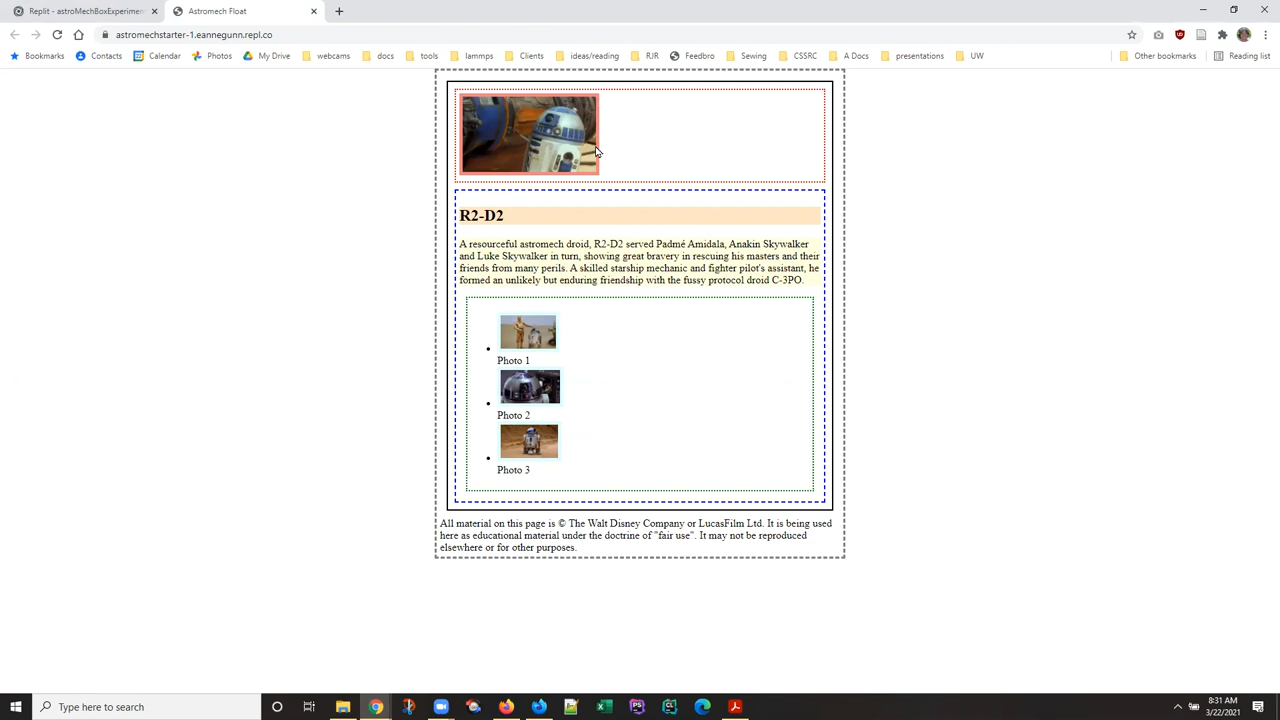 Replit - astroMechBoxExperimen
Astromech Float
astromechstarter-1.eannegunn.repl.co
Bookmarks
Contacts
Calendar
Photos
My Drive
webcams
docs
tools
lammps
Clients
ideas/reading
RJR
Feedbro
Sewing
CSSRC
A Docs
presentations
UW
Other bookmarks
Reading list
R2-D2
A resourceful astromech droid, R2-D2 served Padmé Amidala, Anakin Skywalker
and Luke Skywalker in turn, showing great bravery in rescuing his masters and their
friends from many perils. A skilled starship mechanic and fighter pilot's assistant, he
formed an unlikely but enduring friendship with the fussy protocol droid C-3PO.
Photo 1
Photo 2
Photo 3
All material on this page is © The Walt Disney Company or LucasFilm Ltd. It is being used
here as educational material under the doctrine of "fair use". It may not be reproduced
elsewhere or for other purposes.
Type here to search
PS
CL
8:31 AM
3/22/2021